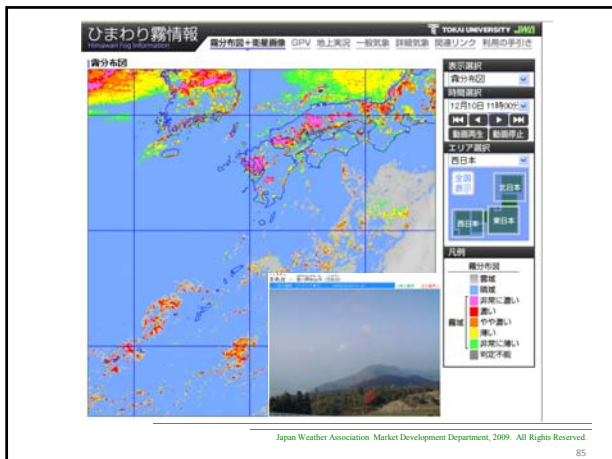 ひまわり霧情報
Himawari Fog Information
TOKAI UNIVERSITY JWA
霧分布図+衛星画像 GPV 地上実況 一般気象 詳細気象 関連リンク 利用の手引き
霧分布図
表示選択
霧分布図
時間選択
12月10日 11時00分
動画再生 動画停止
エリア選択
西日本
全国
表示
北日本
西日本
東日本
凡例
霧分布図
雲域
晴域
霧域
非常に濃い
濃い
やや濃い
薄い
非常に薄い
判定不能
Japan Weather Association Market Development Department, 2009. All Rights Reserved.
85